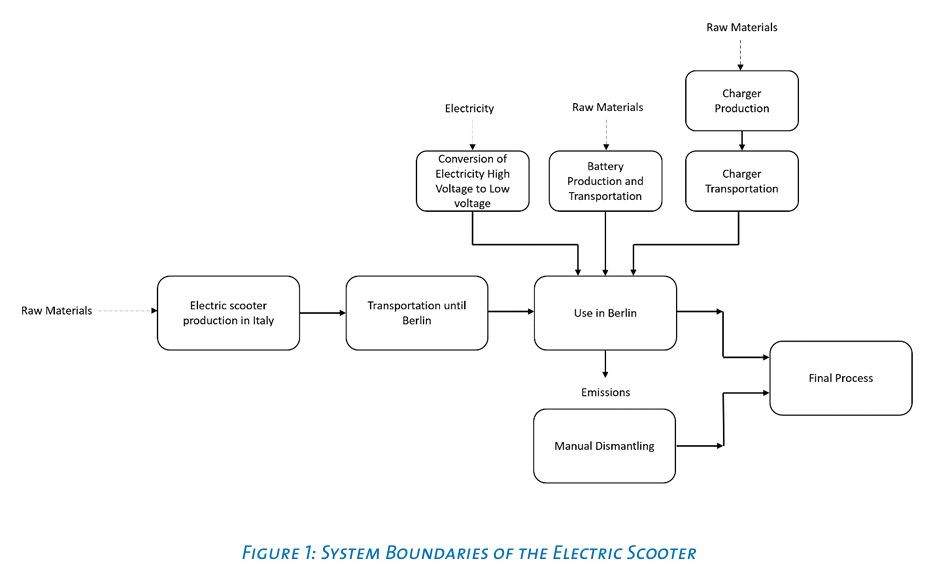 Raw Materials
Charger
Production
Electricity
Raw Materials
Conversion of
Electricity High
Voltage to Low
voltage
Battery
Production and
Transportation
Charger
Transportation
Raw Materials
Electric scooter
production in Italy
Transportation until
Berlin
Use in Berlin
Final Process
Emissions
Manual Dismantling
Figure 1: System Boundaries of the Electric Scooter